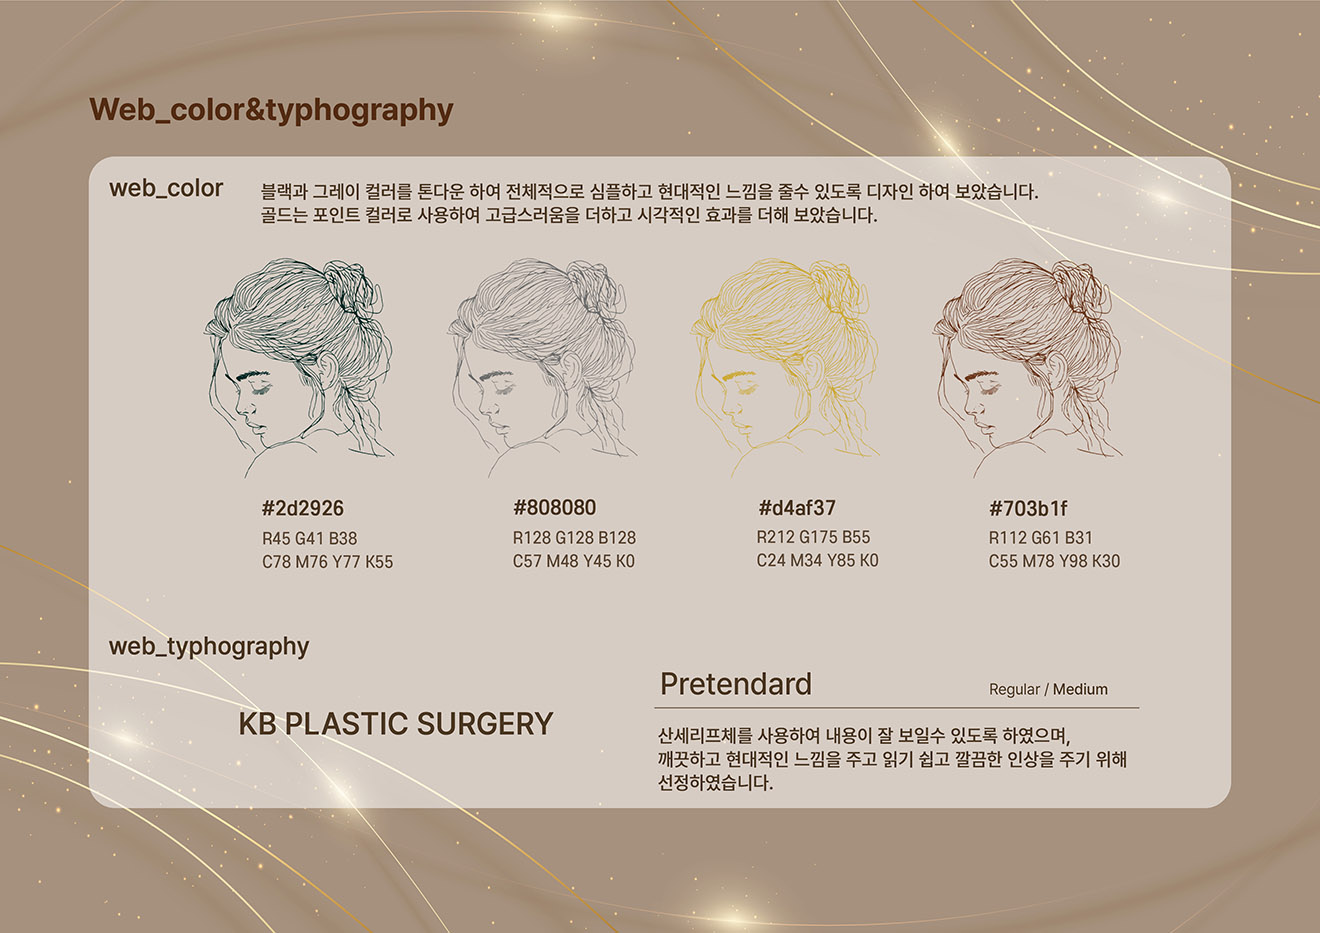 Web_color&typhography
web_color
블랙과 그레이 컬러를 톤다운 하여 전체적으로 심플하고 현대적인 느낌을 줄수 있도록 디자인 하여 보았습니다.
골드는 포인트 컬러로 사용하여 고급스러움을 더하고 시각적인 효과를 더해 보았습니다.
#2d2926
R45 G41 B38
C78 M76 Y77 K55
#808080
R128 G128 B128
C57 M48 Y45 K0
#d4af37
R212 G175 B55
C24 M34 Y85 K0
#703b1f
R112 G61 B31
C55 M78 Y98 K30
web_typhography
KB PLASTIC SURGERY
Pretendard
Regular / Medium
산세리프체를 사용하여 내용이 잘 보일수 있도록 하였으며,
깨끗하고 현대적인 느낌을 주고 읽기 쉽고 깔끔한 인상을 주기 위해
선정하였습니다.